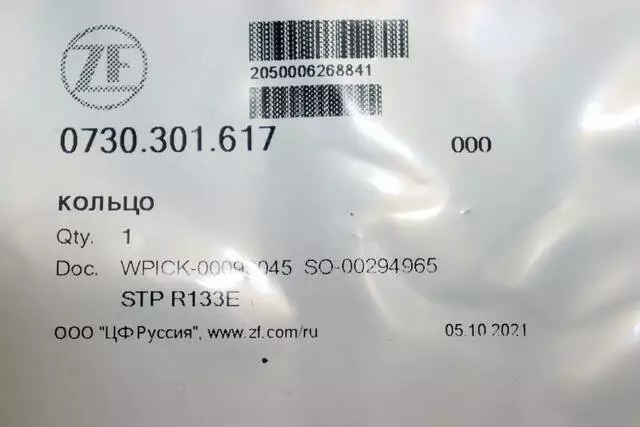 ZF
2050006268841
0730.301.617 000
кольцо
Qty. 1
Doc. SO-00294965
STP R133E
ООО "ЦФ Руссия", www.zf.com/ru 05.10.2021